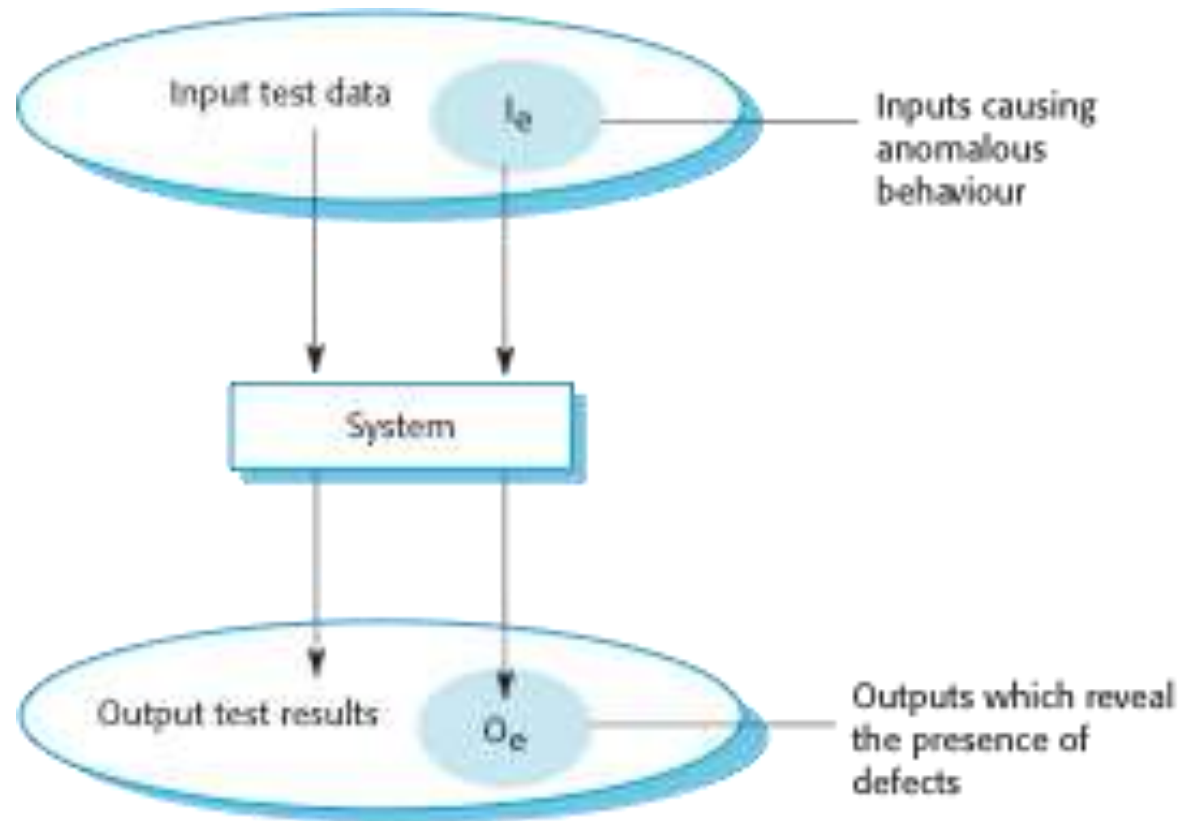 Input test data
Ie
Inputs causing
anomalous
behaviour
System
Output test results
Oe
Outputs which reveal
the presence of
defects